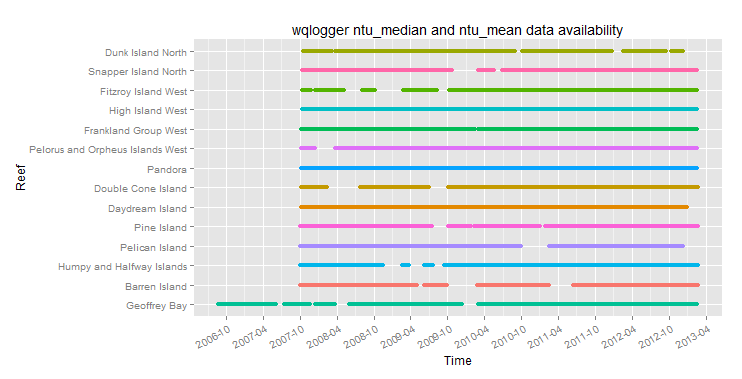 wqlogger ntu_median and ntu_mean data availability
Reef
Dunk Island North
Snapper Island North
Fitzroy Island West
High Island West
Frankland Group West
Pelorus and Orpheus Islands West
Pandora
Double Cone Island
Daydream Island
Pine Island
Pelican Island
Humpy and Halfway Islands
Barren Island
Geoffrey Bay
2006-10
2007-04
2007-10
2008-04
2008-10
2009-04
2009-10
2010-04
2010-10
2011-04
2011-10
2012-04
2012-10
2013-04
Time